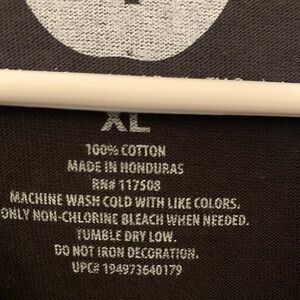 XL
100% COTTON
MADE IN HONDURAS
RN# 117508
MACHINE WASH COLD WITH LIKE COLORS.
ONLY NON-CHLORINE BLEACH WHEN NEEDED.
TUMBLE DRY LOW.
DO NOT IRON DECORATION.
UPC# 194973640179